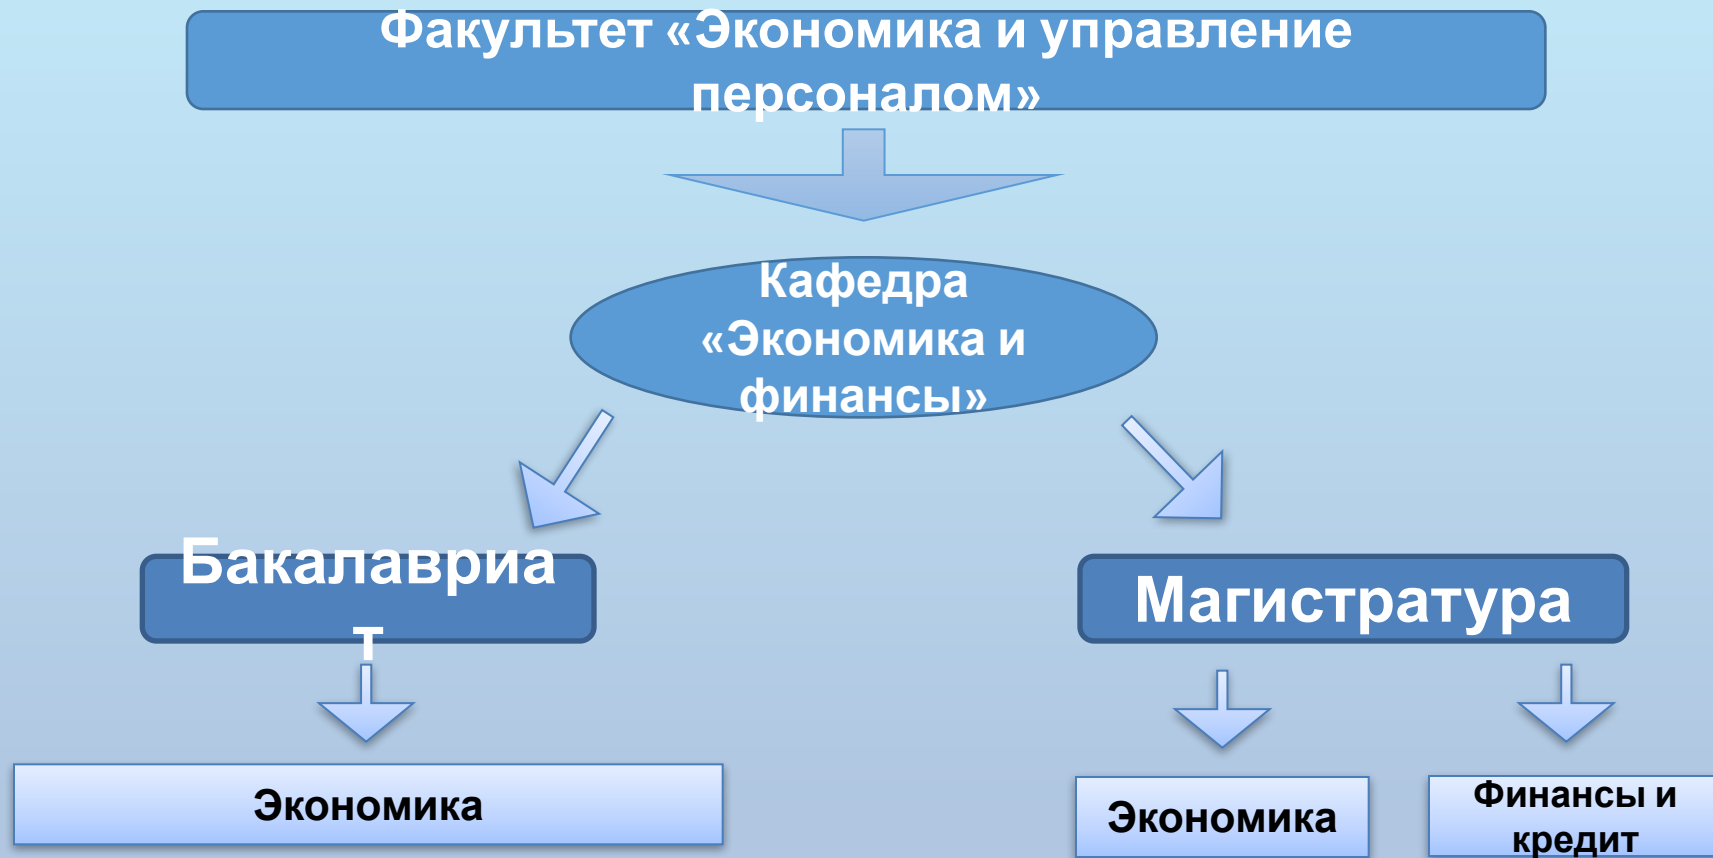 Факультет «Экономика и управление
персоналом»
Кафедра
«Экономика и
финансы»
Бакалавриа
т
Магистратура
Экономика
Экономика
Финансы и
кредит